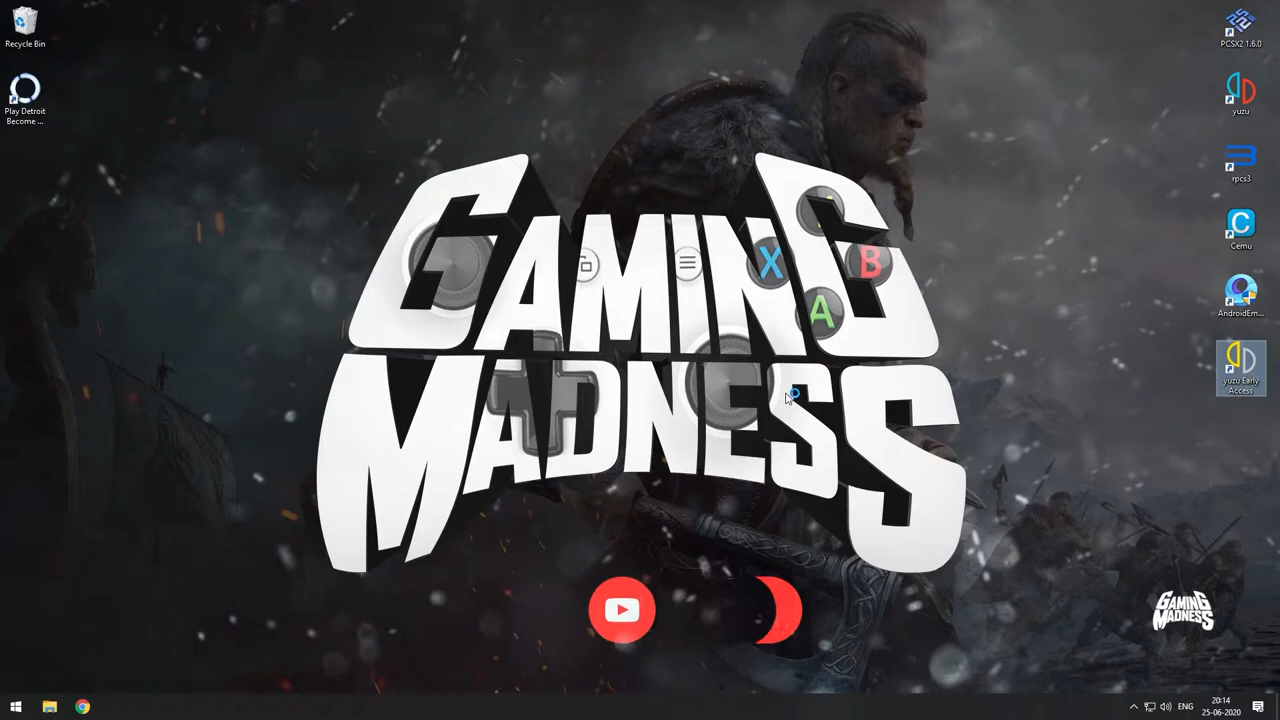 Recycle Bin
Play Detroit
Become ...
PCSX2 1.6.0
yuzu
rpcs3
C
Cemu
AndroidEm...
yuzu Early
Access
GAMING
MADNESS
X
B
A
GAMING
MADNESS
ENG
20:14
25-06-2020